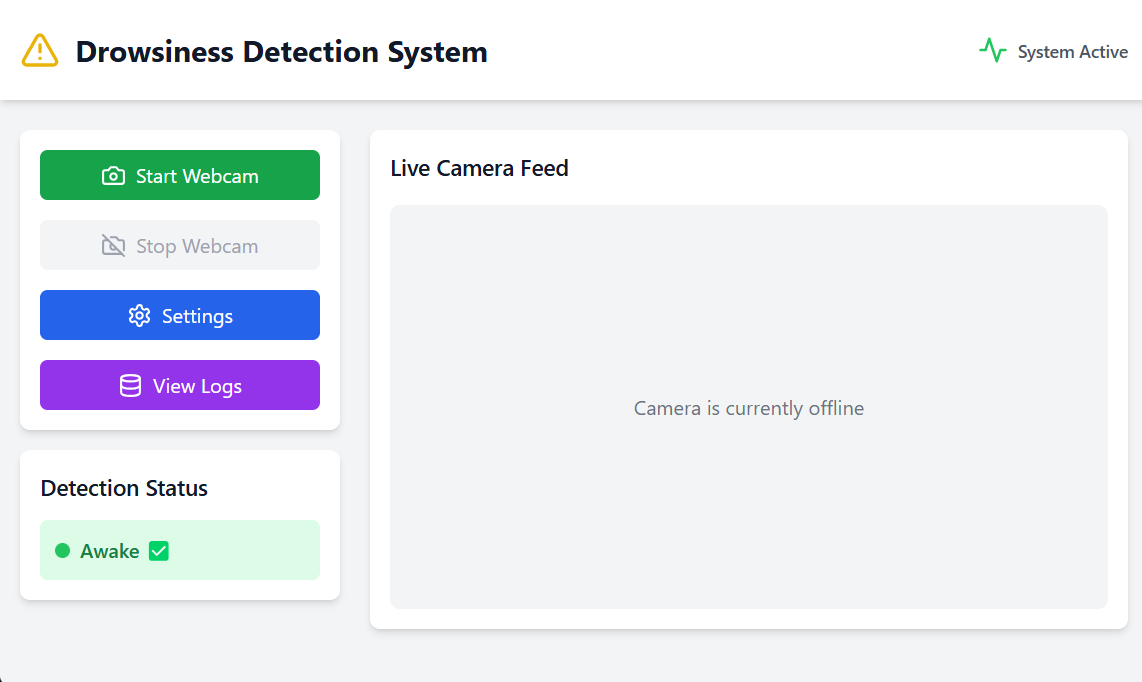 Drowsiness Detection System
System Active
Start Webcam
Stop Webcam
Settings
View Logs
Detection Status
Awake ✅
Live Camera Feed
Camera is currently offline